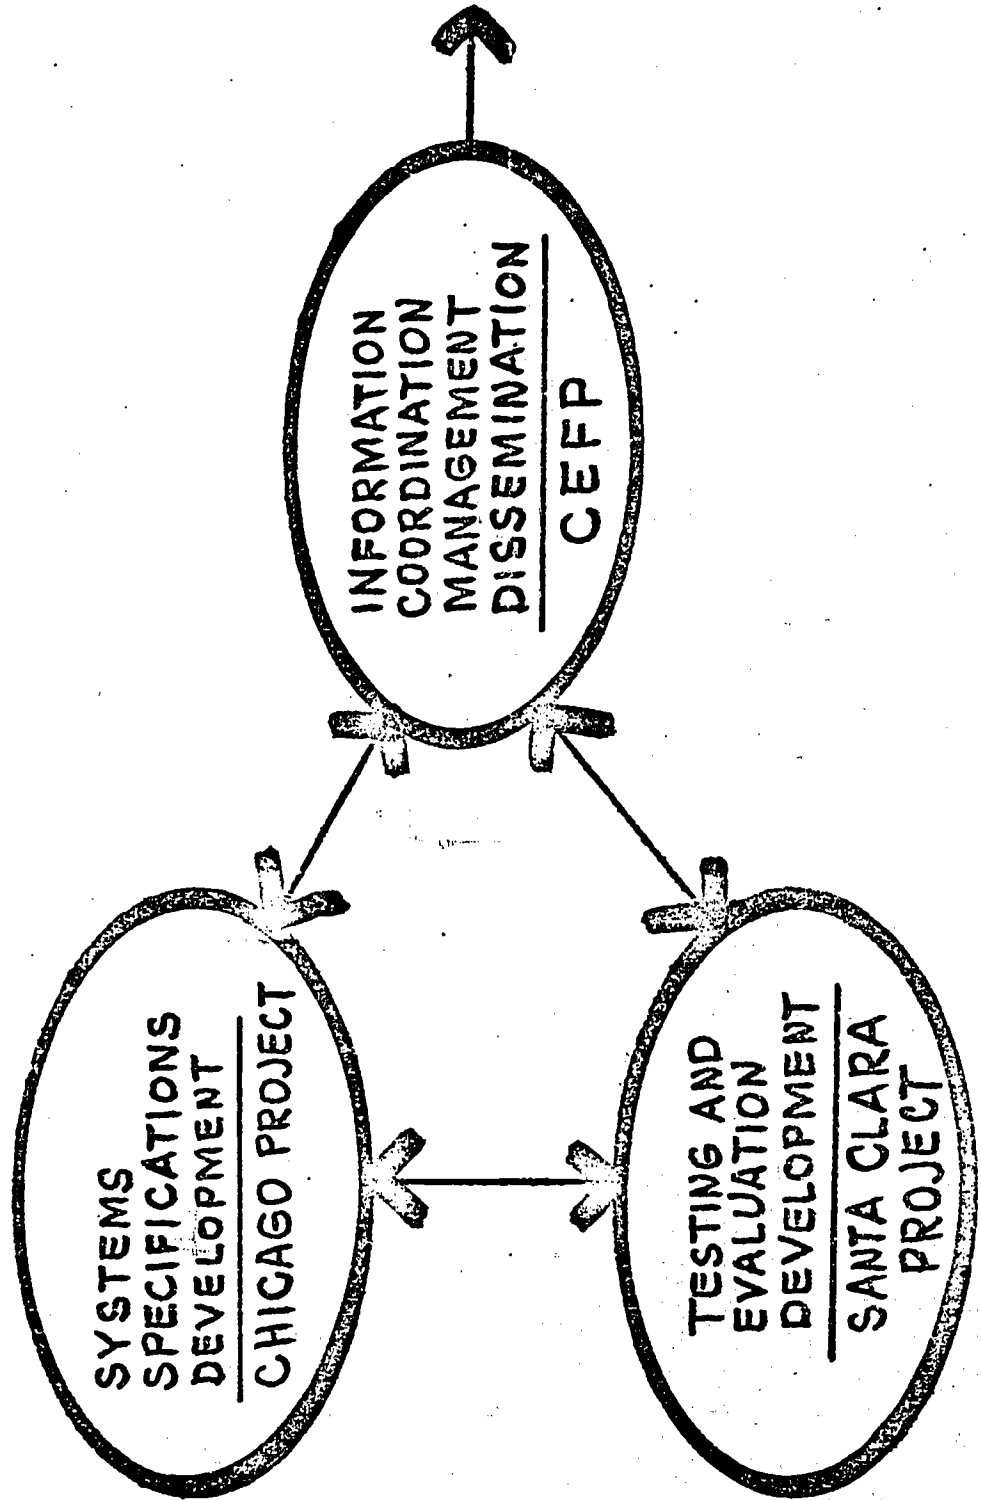 SYSTEMS
SPECIFICATIONS
DEVELOPMENT
CHICAGO PROJECT
INFORMATION
COORDINATION
MANAGEMENT
DISSEMINATION
CEFP
TESTING AND
EVALUATION
DEVELOPMENT
SANTA CLARA
PROJECT